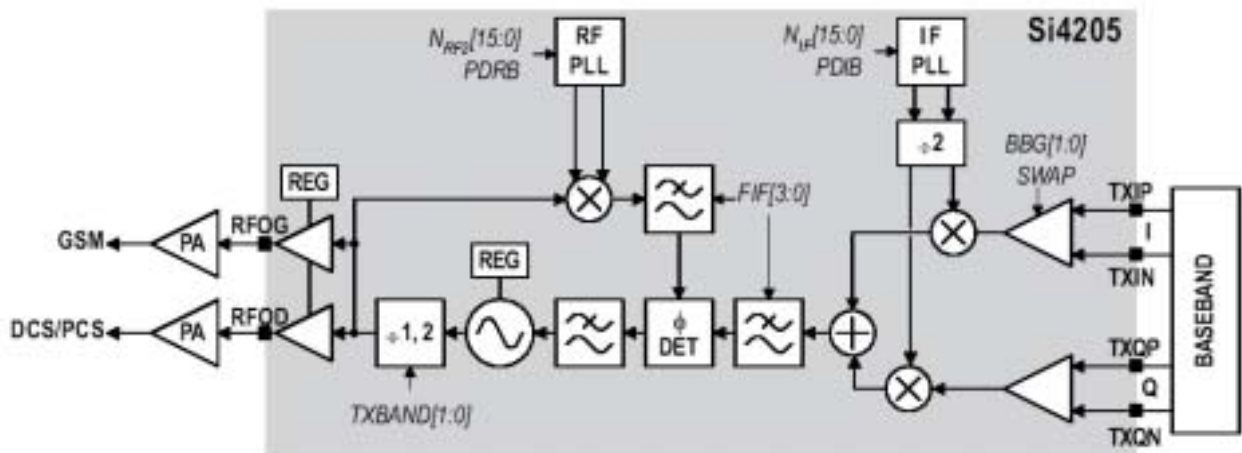 Si4205
N_RF2[15:0]
PDRB
RF
PLL
N_IF[15:0]
PDIB
IF
PLL
÷2
BBG[1:0]
SWAP
REG
FIF[3:0]
TXIP
I
TXIN
GSM
PA
RFOG
REG
DCS/PCS
PA
RFOD
÷1, 2
ϕ
DET
TXBAND[1:0]
TXQP
Q
TXQN
BASEBAND